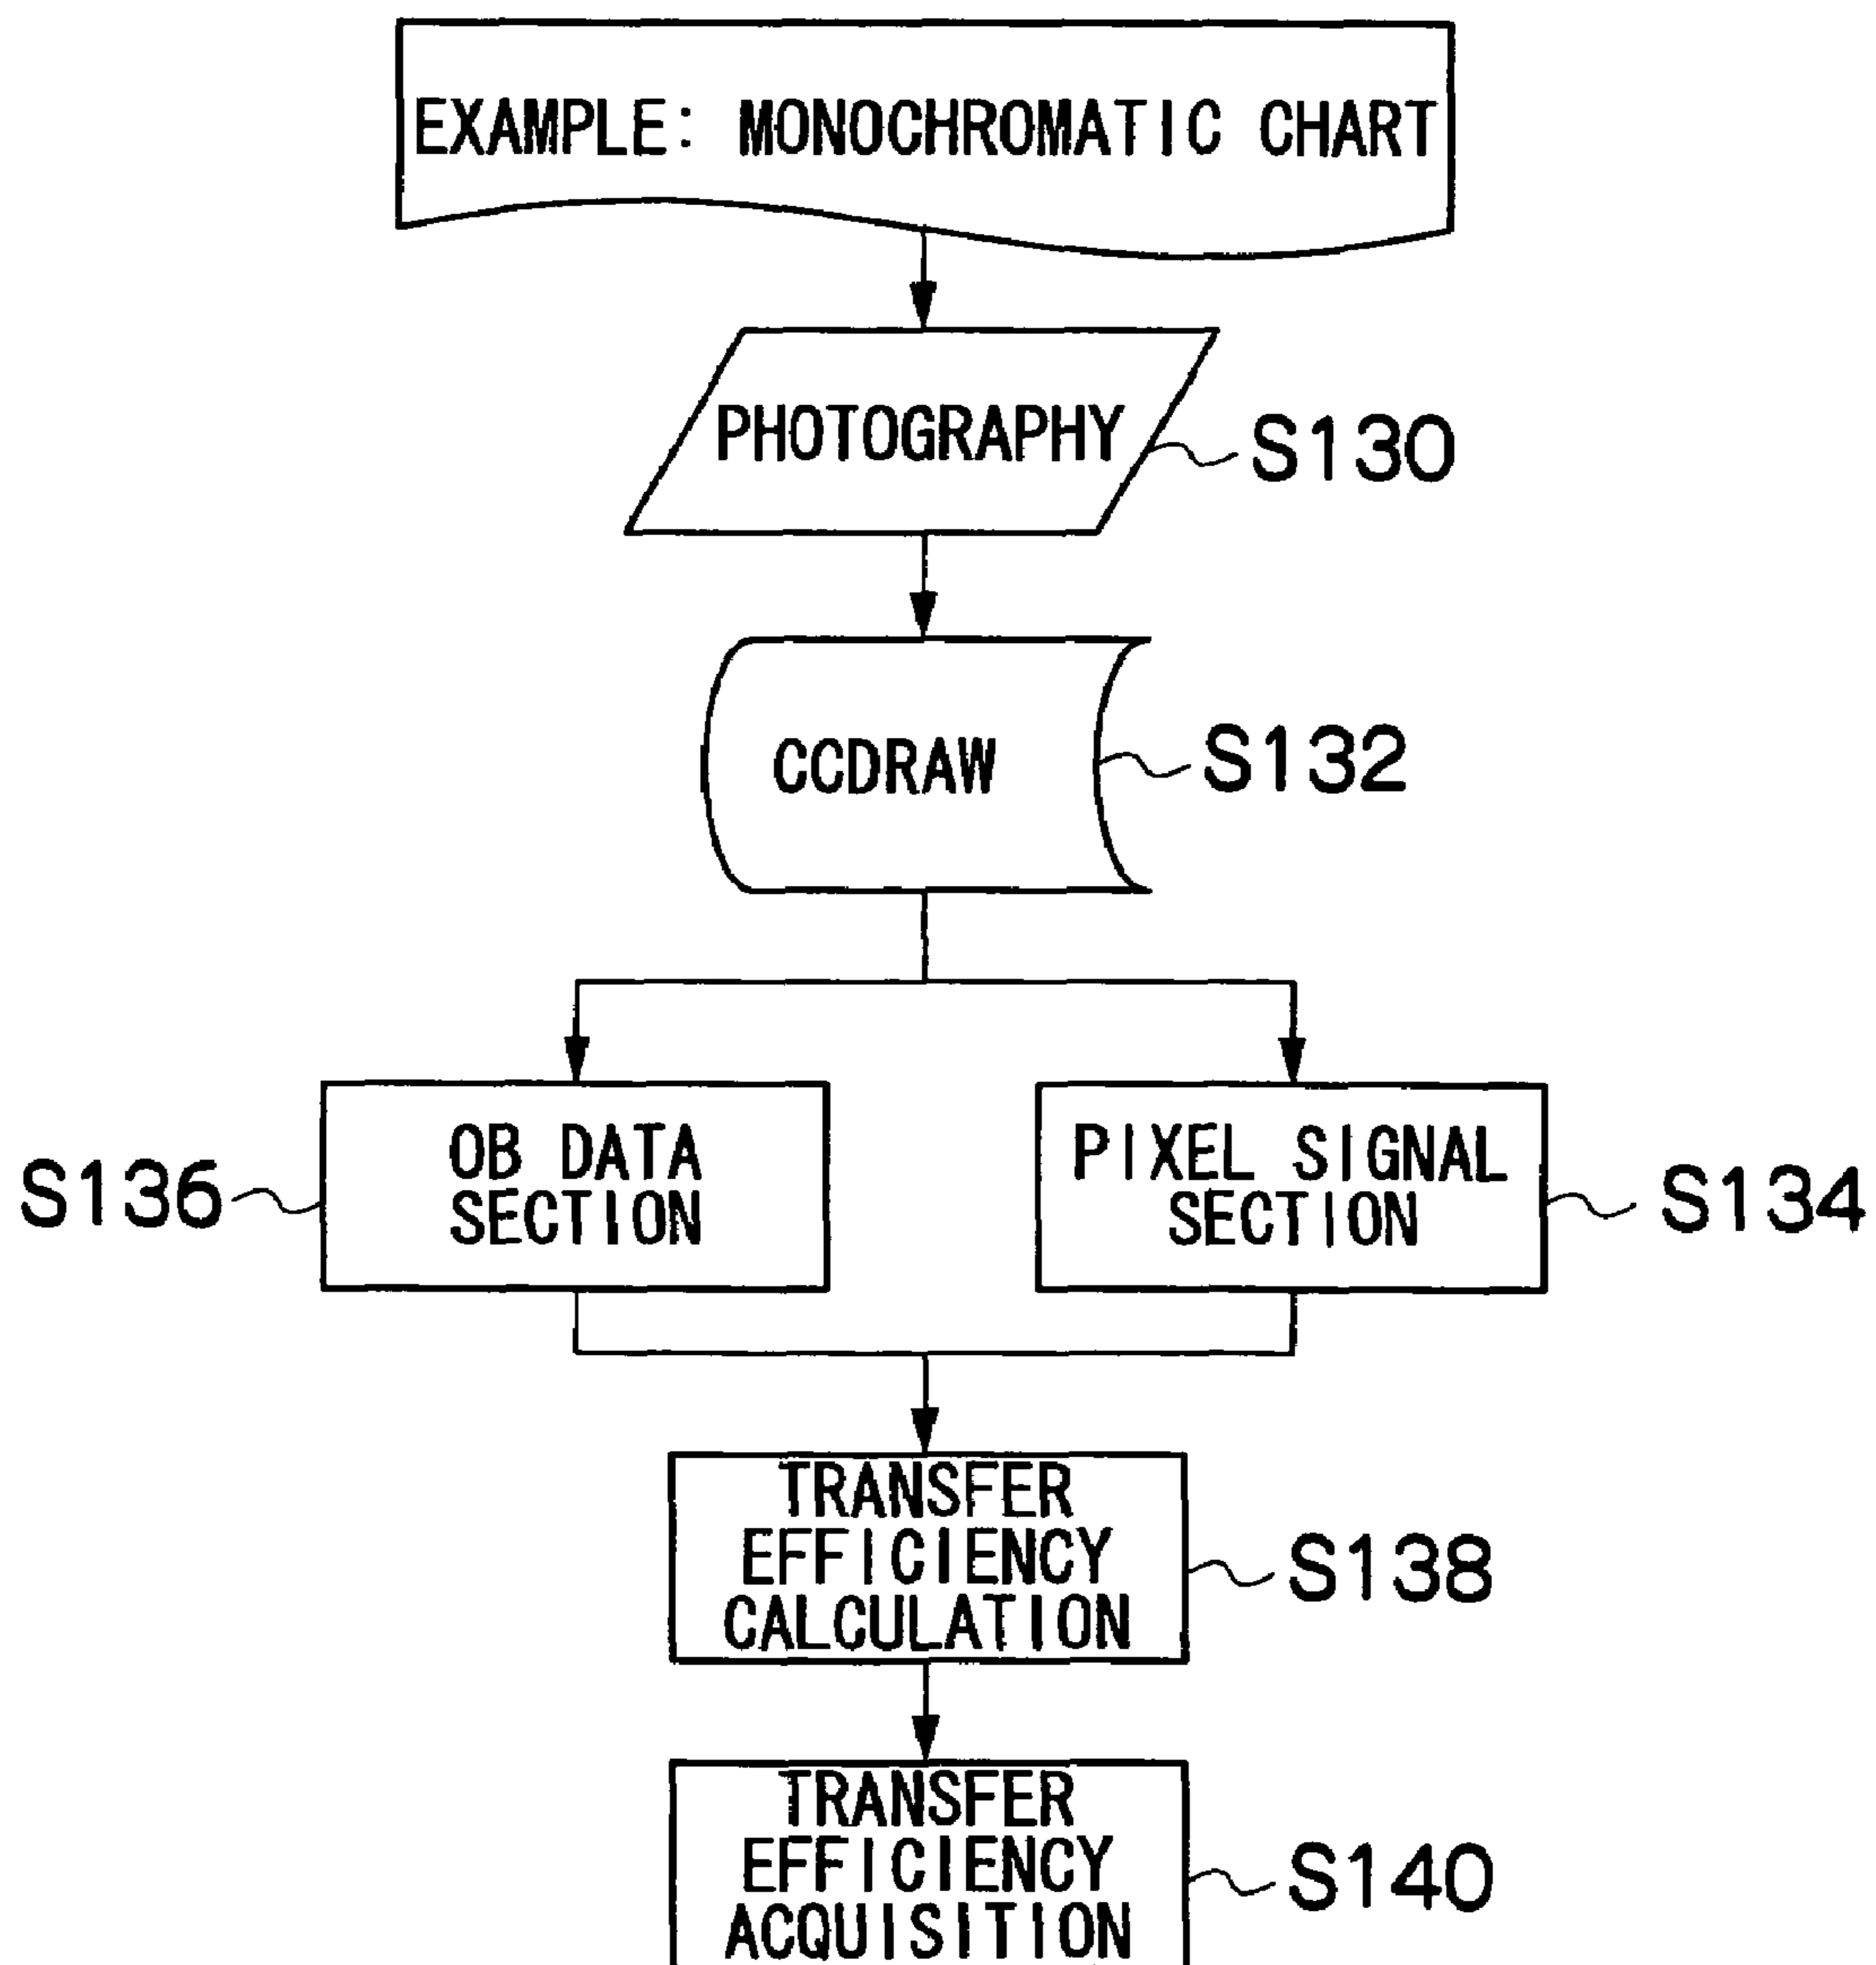 EXAMPLE: MONOCHROMATIC CHART
PHOTOGRAPHY
S130
CCDRAW
S132
OB DATA
SECTION
S136
PIXEL SIGNAL
SECTION
S134
TRANSFER
EFFICIENCY
CALCULATION
S138
TRANSFER
EFFICIENCY
ACQUISITION
S140